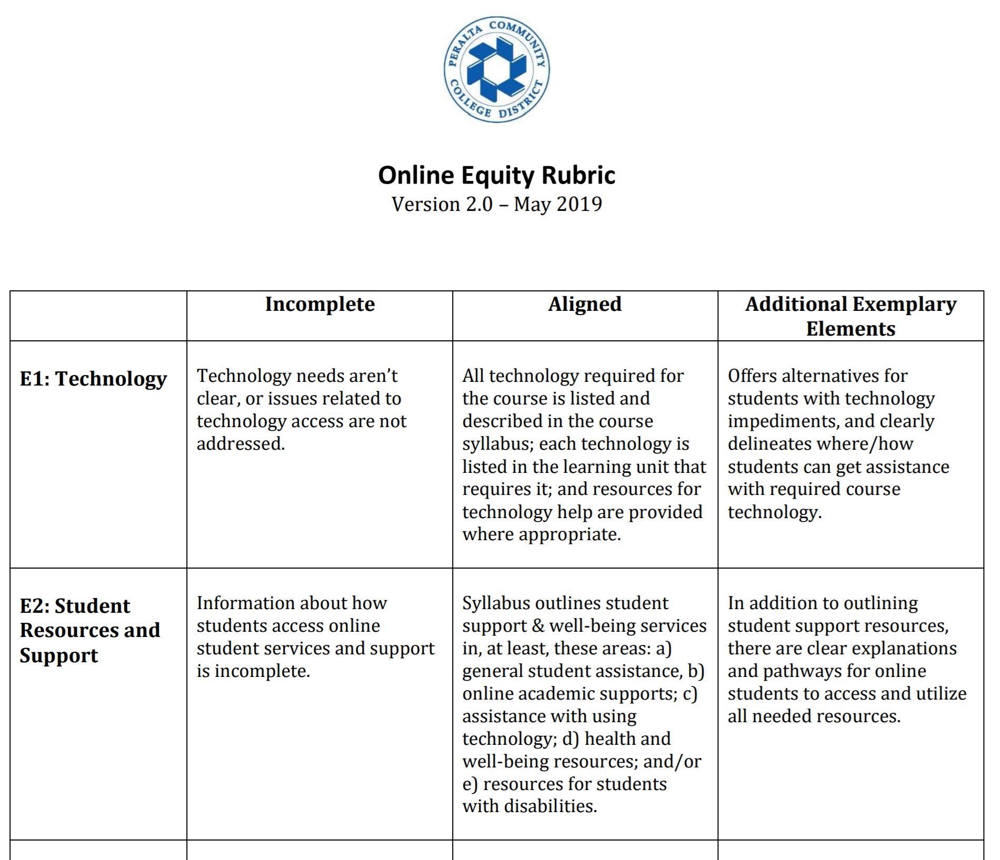 PERALTA COMMUNITY
COLLEGE DISTRICT
Online Equity Rubric
Version 2.0 – May 2019
Incomplete
Aligned
Additional Exemplary
Elements
E1: Technology
Technology needs aren’t
clear, or issues related to
technology access are not
addressed.
All technology required for
the course is listed and
described in the course
syllabus; each technology is
listed in the learning unit that
requires it; and resources for
technology help are provided
where appropriate.
Offers alternatives for
students with technology
impediments, and clearly
delineates where/how
students can get assistance
with required course
technology.
E2: Student
Resources and
Support
Information about how
students access online
student services and support
is incomplete.
Syllabus outlines student
support & well-being services
in, at least, these areas: a)
general student assistance, b)
online academic supports; c)
assistance with using
technology; d) health and
well-being resources; and/or
e) resources for students
with disabilities.
In addition to outlining
student support resources,
there are clear explanations
and pathways for online
students to access and utilize
all needed resources.